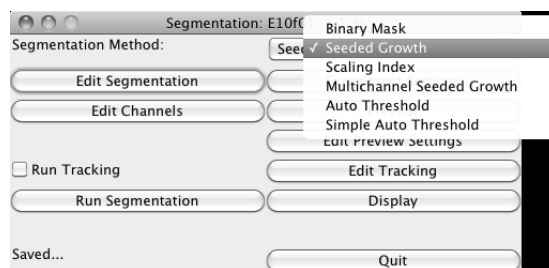 Segmentation: E10f0
Segmentation Method:
Seed
Binary Mask
✓ Seeded Growth
Scaling Index
Multichannel Seeded Growth
Auto Threshold
Simple Auto Threshold
Edit Segmentation
Edit Channels
Edit Preview Settings
Run Tracking
Edit Tracking
Run Segmentation
Display
Saved...
Quit